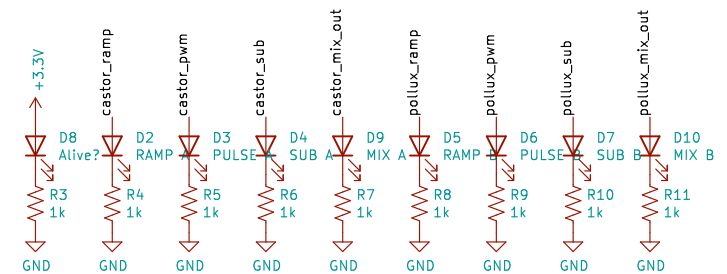 +3.3V
castor_ramp
castor_pwm
castor_sub
castor_mix_out
pollux_ramp
pollux_pwm
pollux_sub
pollux_mix_out
D8
Alive?
D2
RAMP A
D3
PULSE A
D4
SUB A
D9
MIX A
D5
RAMP B
D6
PULSE B
D7
SUB B
D10
MIX B
R3
1k
R4
1k
R5
1k
R6
1k
R7
1k
R8
1k
R9
1k
R10
1k
R11
1k
GND
GND
GND
GND
GND
GND
GND
GND
GND